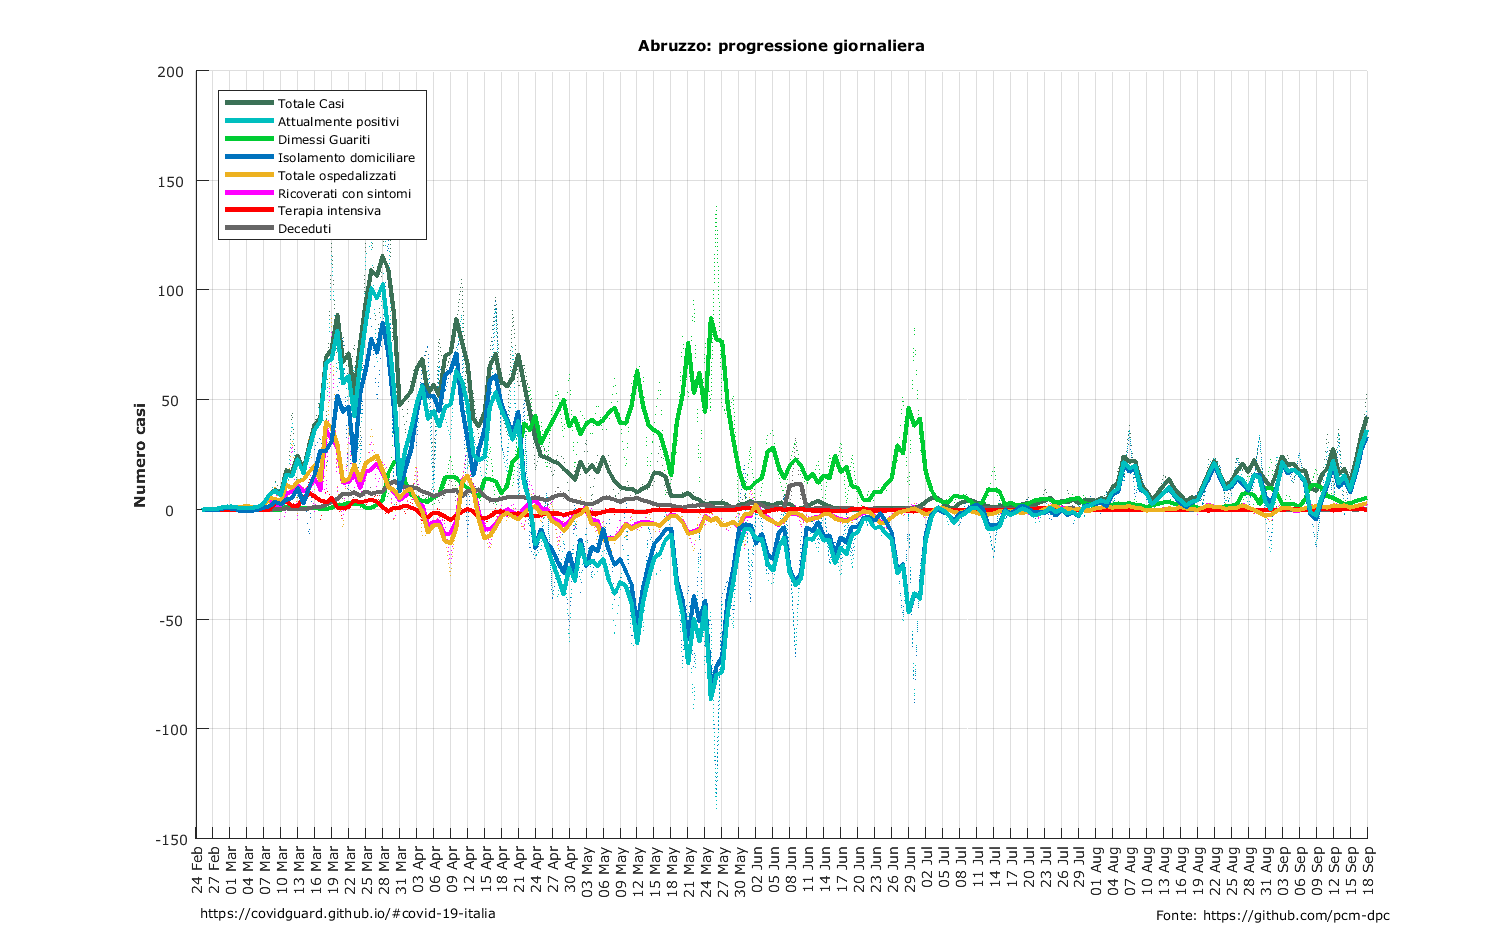 Abruzzo: progressione giornaliera
Numero casi
200
150
100
50
0
-50
-100
-150
Totale Casi
Attualmente positivi
Dimessi Guariti
Isolamento domiciliare
Totale ospedalizzati
Ricoverati con sintomi
Terapia intensiva
Deceduti
24 Feb
27 Feb
01 Mar
04 Mar
07 Mar
10 Mar
13 Mar
16 Mar
19 Mar
22 Mar
25 Mar
28 Mar
31 Mar
03 Apr
06 Apr
09 Apr
12 Apr
15 Apr
18 Apr
21 Apr
24 Apr
27 Apr
30 Apr
03 May
06 May
09 May
12 May
15 May
18 May
21 May
24 May
27 May
30 May
02 Jun
05 Jun
08 Jun
11 Jun
14 Jun
17 Jun
20 Jun
23 Jun
26 Jun
29 Jun
02 Jul
05 Jul
08 Jul
11 Jul
14 Jul
17 Jul
20 Jul
23 Jul
26 Jul
29 Jul
01 Aug
04 Aug
07 Aug
10 Aug
13 Aug
16 Aug
19 Aug
22 Aug
25 Aug
28 Aug
31 Aug
03 Sep
06 Sep
09 Sep
12 Sep
15 Sep
18 Sep
https://covidguard.github.io/#covid-19-italia
Fonte: https://github.com/pcm-dpc